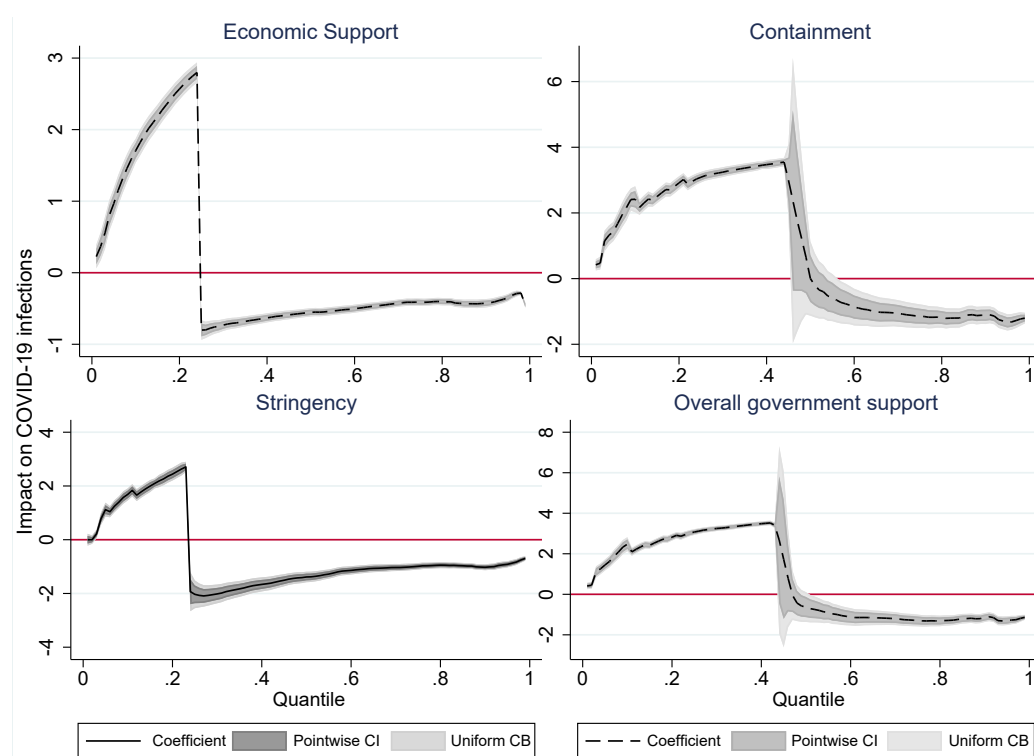 Economic Support
Containment
3
2
1
0
-1
6
4
2
0
-2
0 .2 .4 .6 .8 1
0 .2 .4 .6 .8 1
Impact on COVID-19 infections
Stringency
Overall government support
4
2
0
-2
-4
8
6
4
2
0
-2
0 .2 .4 .6 .8 1
0 .2 .4 .6 .8 1
Quantile
Quantile
Coefficient Pointwise CI Uniform CB
Coefficient Pointwise CI Uniform CB